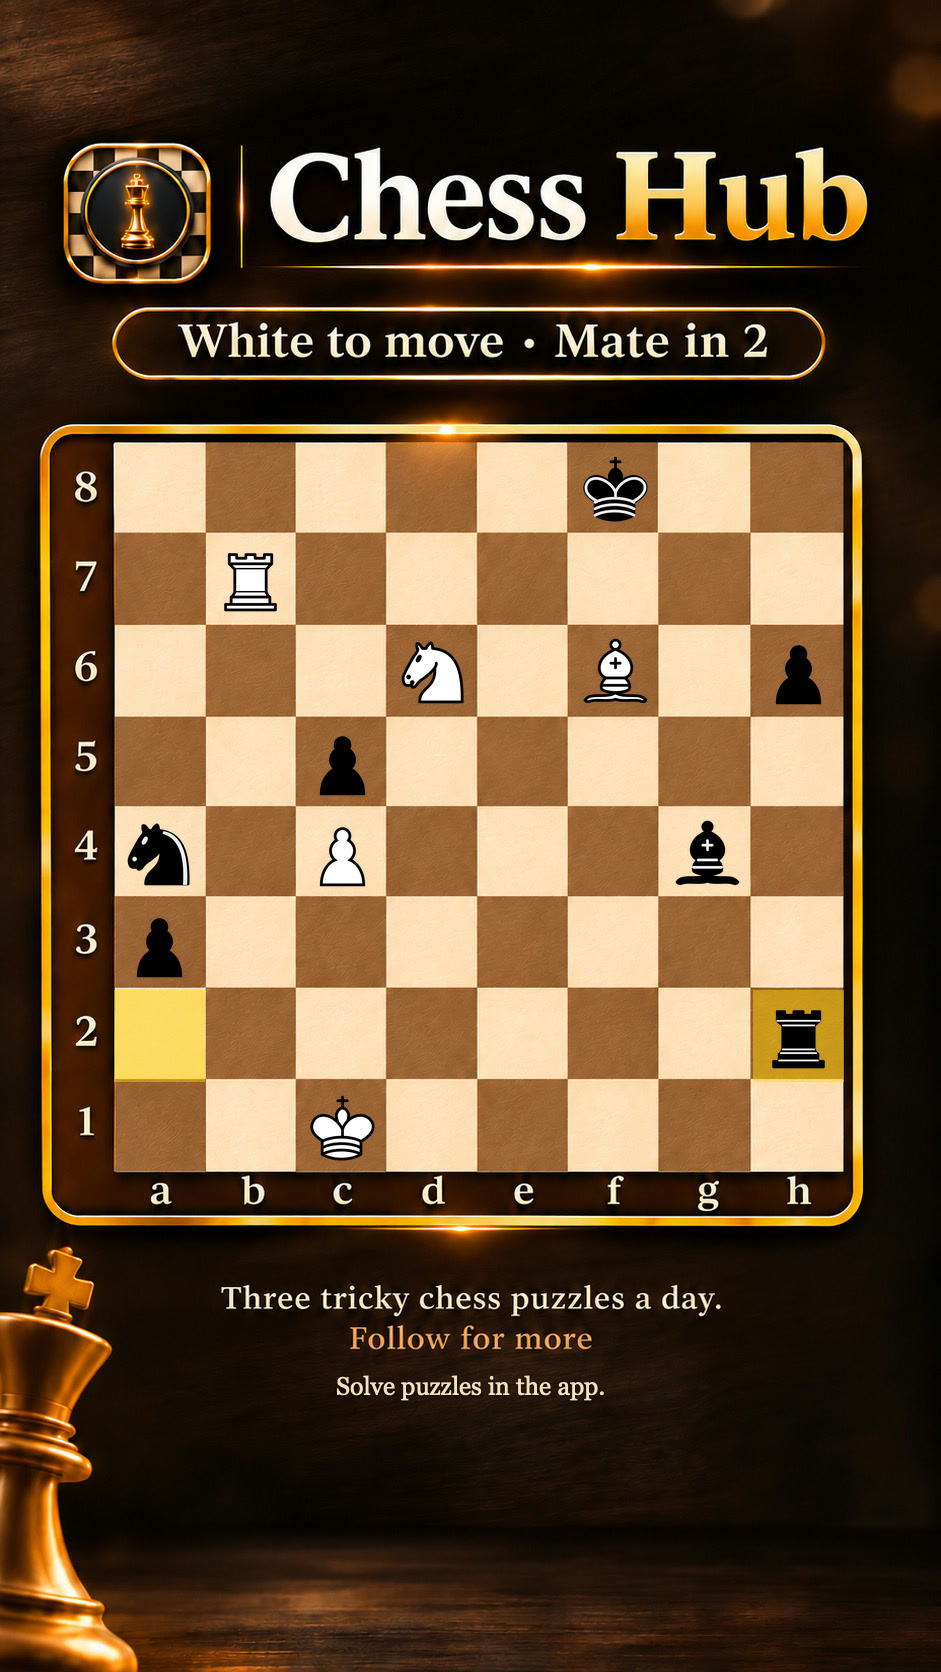 Chess Hub
White to move • Mate in 2
8
7
6
5
4
3
2
1
a b c d e f g h
Three tricky chess puzzles a day.
Follow for more
Solve puzzles in the app.